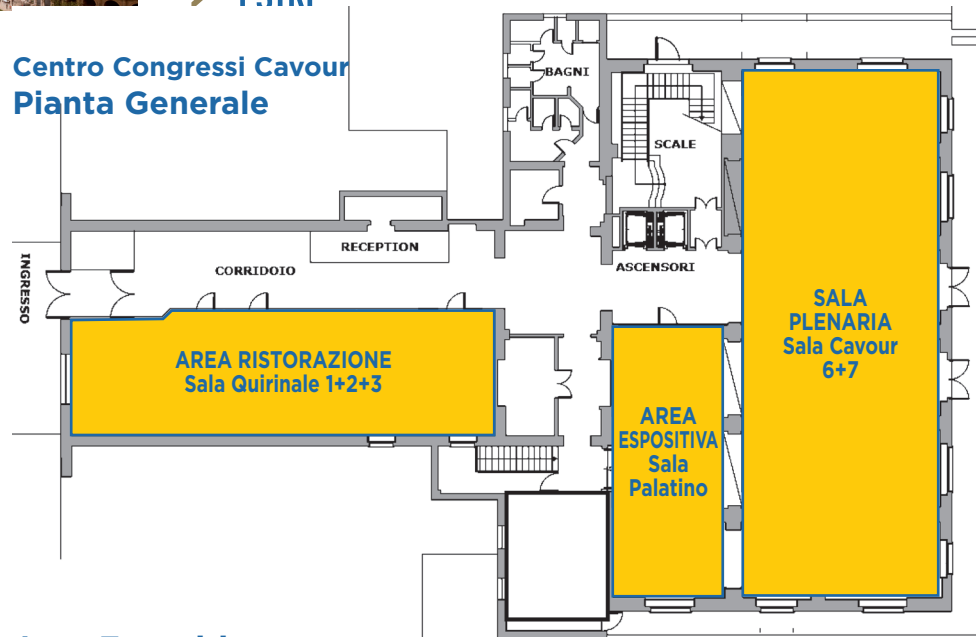 Centro Congressi Cavour
Pianta Generale
BAGNI
SCALE
RECEPTION
CORRIDOIO
ASCENSORI
INGRESSO
SALA
PLENARIA
Sala Cavour
6+7
AREA RISTORAZIONE
Sala Quirinale 1+2+3
AREA
ESPOSITIVA
Sala
Palatino